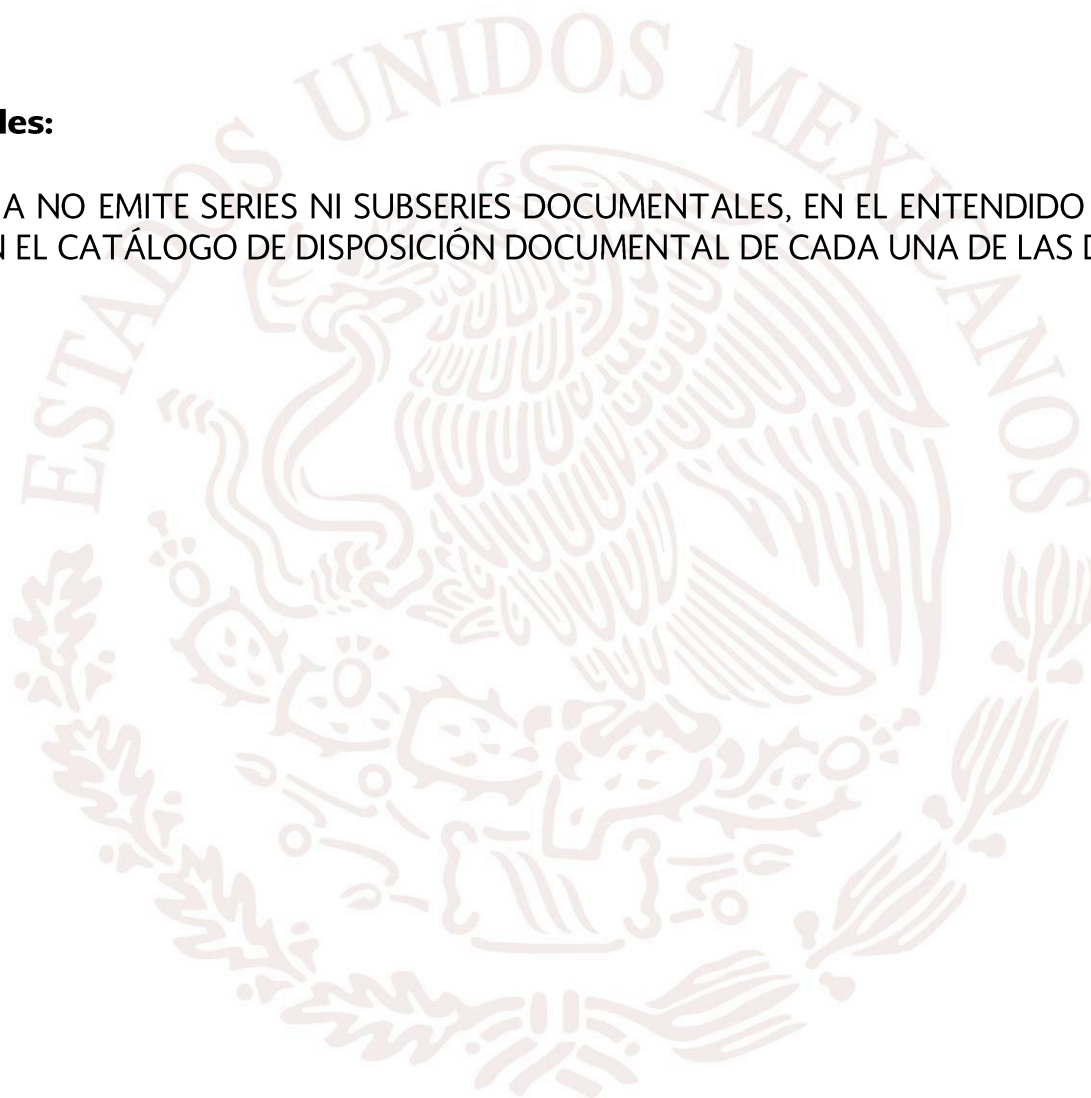 les:
A NO EMITE SERIES NI SUBSERIES DOCUMENTALES, EN EL ENTENDIDO
EL CATÁLOGO DE DISPOSICIÓN DOCUMENTAL DE CADA UNA DE LAS
ESTADOS UNIDOS MEXICANOS